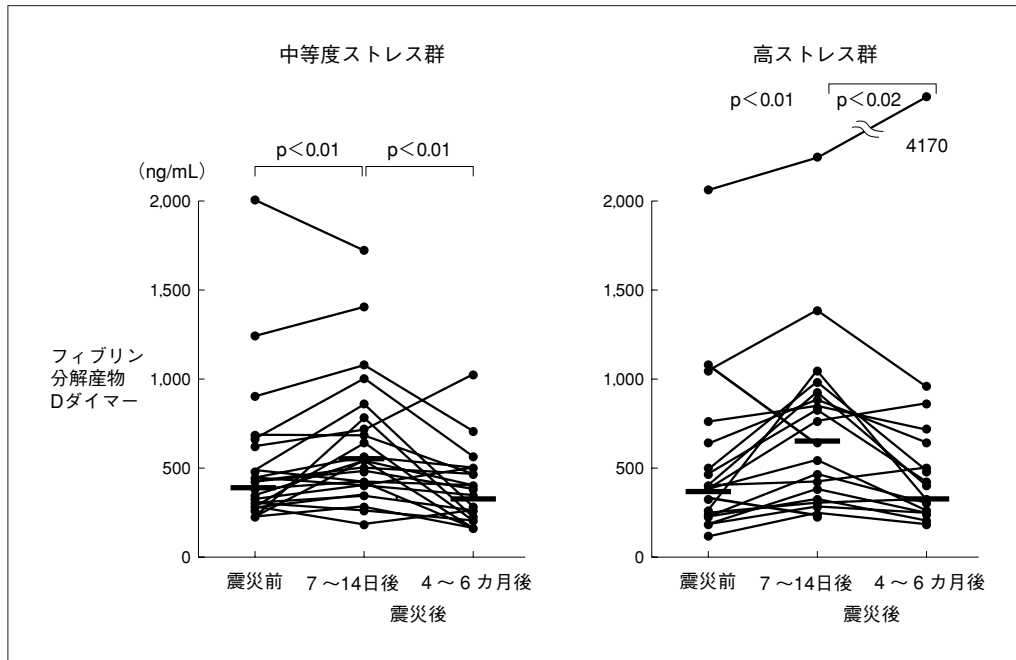 中等度ストレス群
p＜0.01
p＜0.01
（ng/mL）
2,000
1,500
1,000
500
0
フィブリン
分解産物
Dダイマー
震災前
7～14日後
4～6カ月後
震災後
高ストレス群
p＜0.01
p＜0.02
4170
2,000
1,500
1,000
500
0
震災前
7～14日後
4～6カ月後
震災後